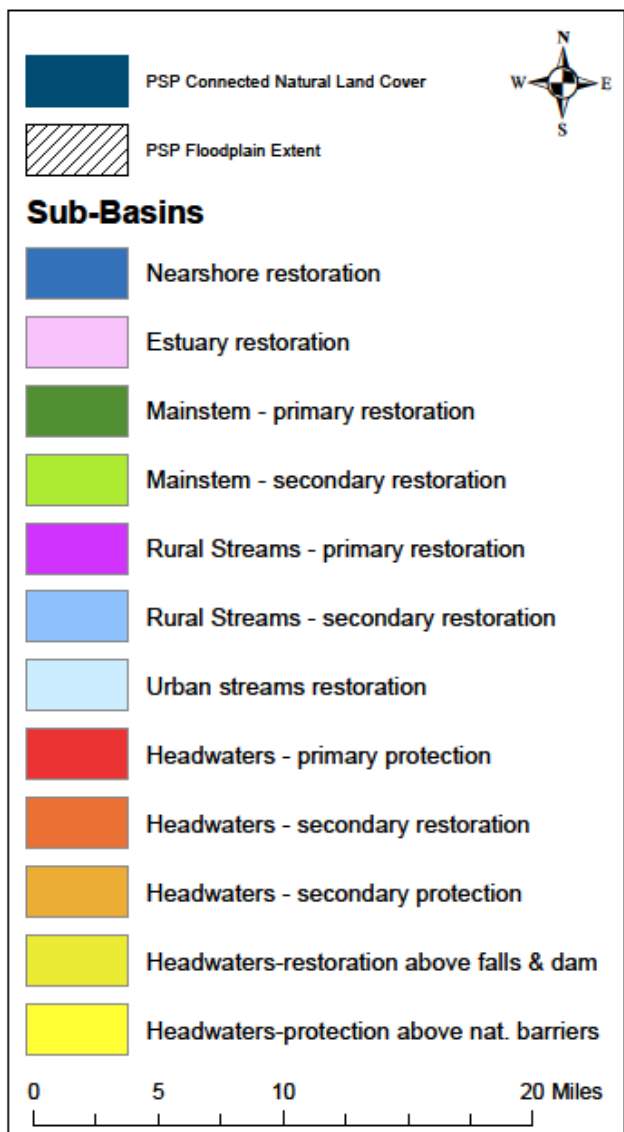 N
PSP Connected Natural Land Cover
W E
S
PSP Floodplain Extent
Sub-Basins
Nearshore restoration
Estuary restoration
Mainstem - primary restoration
Mainstem - secondary restoration
Rural Streams - primary restoration
Rural Streams - secondary restoration
Urban streams restoration
Headwaters - primary protection
Headwaters - secondary restoration
Headwaters - secondary protection
Headwaters-restoration above falls & dam
Headwaters-protection above nat. barriers
0 5 10 20 Miles